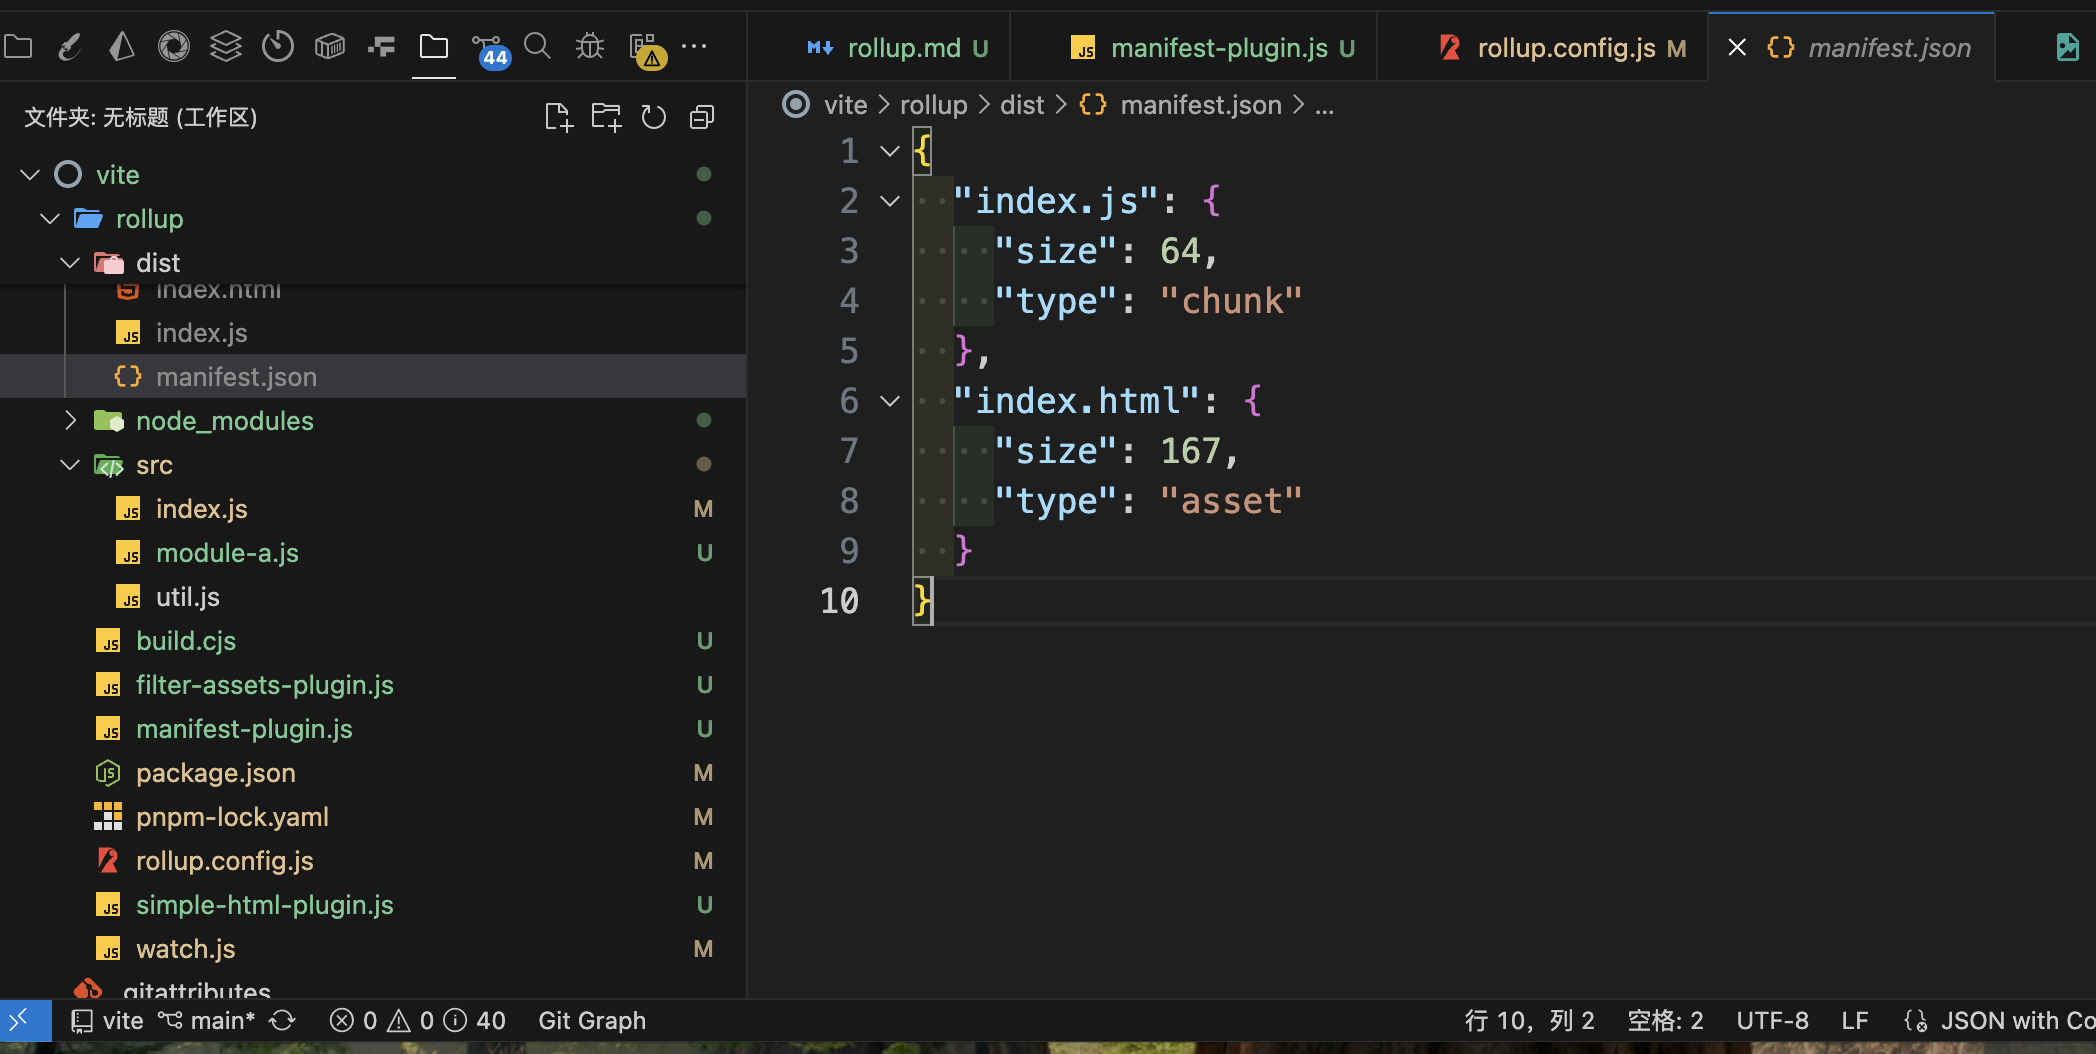 44
rollup.md U
manifest-plugin.js U
rollup.config.js M
manifest.json
文件夹: 无标题 (工作区)
vite
rollup
dist
index.html
index.js
manifest.json
node_modules
src
index.js M
module-a.js U
util.js
build.cjs U
filter-assets-plugin.js U
manifest-plugin.js U
package.json M
pnpm-lock.yaml M
rollup.config.js M
simple-html-plugin.js U
watch.js M
.gitattributes
vite > rollup > dist > {} manifest.json > ...
1 {
2 "index.js": {
3 "size": 64,
4 "type": "chunk"
5 },
6 "index.html": {
7 "size": 167,
8 "type": "asset"
9 }
10 }
vite main* 0 0 40 Git Graph
行 10，列 2 空格: 2 UTF-8 LF JSON with Co